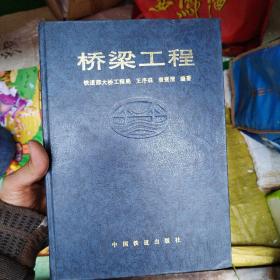 桥梁工程
铁道部大桥工程局 王序森 唐寰澄 编著
中国铁道出版社